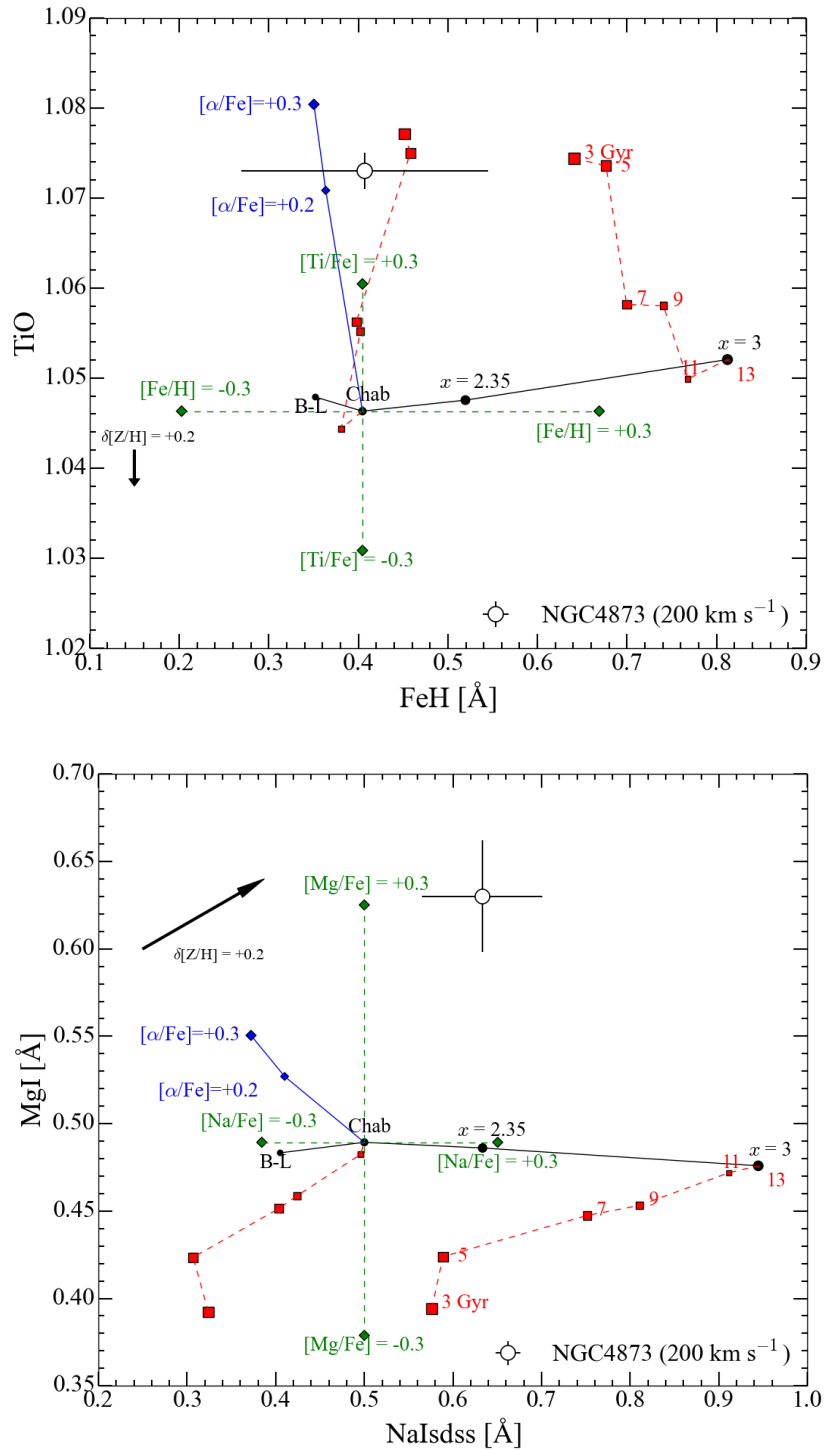 1.09
1.08
1.07
1.06
1.05
1.04
1.03
1.02
TiO
[α/Fe]=+0.3
3 Gyr
5
[α/Fe]=+0.2
[Ti/Fe] = +0.3
7
9
x = 3
[Fe/H] = -0.3
Chab
x = 2.35
11
13
B-L
δ[Z/H] = +0.2
[Fe/H] = +0.3
[Ti/Fe] = -0.3
NGC4873 (200 km s⁻¹)
0.1 0.2 0.3 0.4 0.5 0.6 0.7 0.8 0.9
FeH [Å]
0.70
0.65
0.60
0.55
0.50
0.45
0.40
0.35
MgI [Å]
[Mg/Fe] = +0.3
δ[Z/H] = +0.2
[α/Fe]=+0.3
[α/Fe]=+0.2
[Na/Fe] = -0.3
Chab
x = 2.35
x = 3
B-L
[Na/Fe] = +0.3
11
13
9
7
5
3 Gyr
[Mg/Fe] = -0.3
NGC4873 (200 km s⁻¹)
0.2 0.3 0.4 0.5 0.6 0.7 0.8 0.9 1.0
NaIsdss [Å]